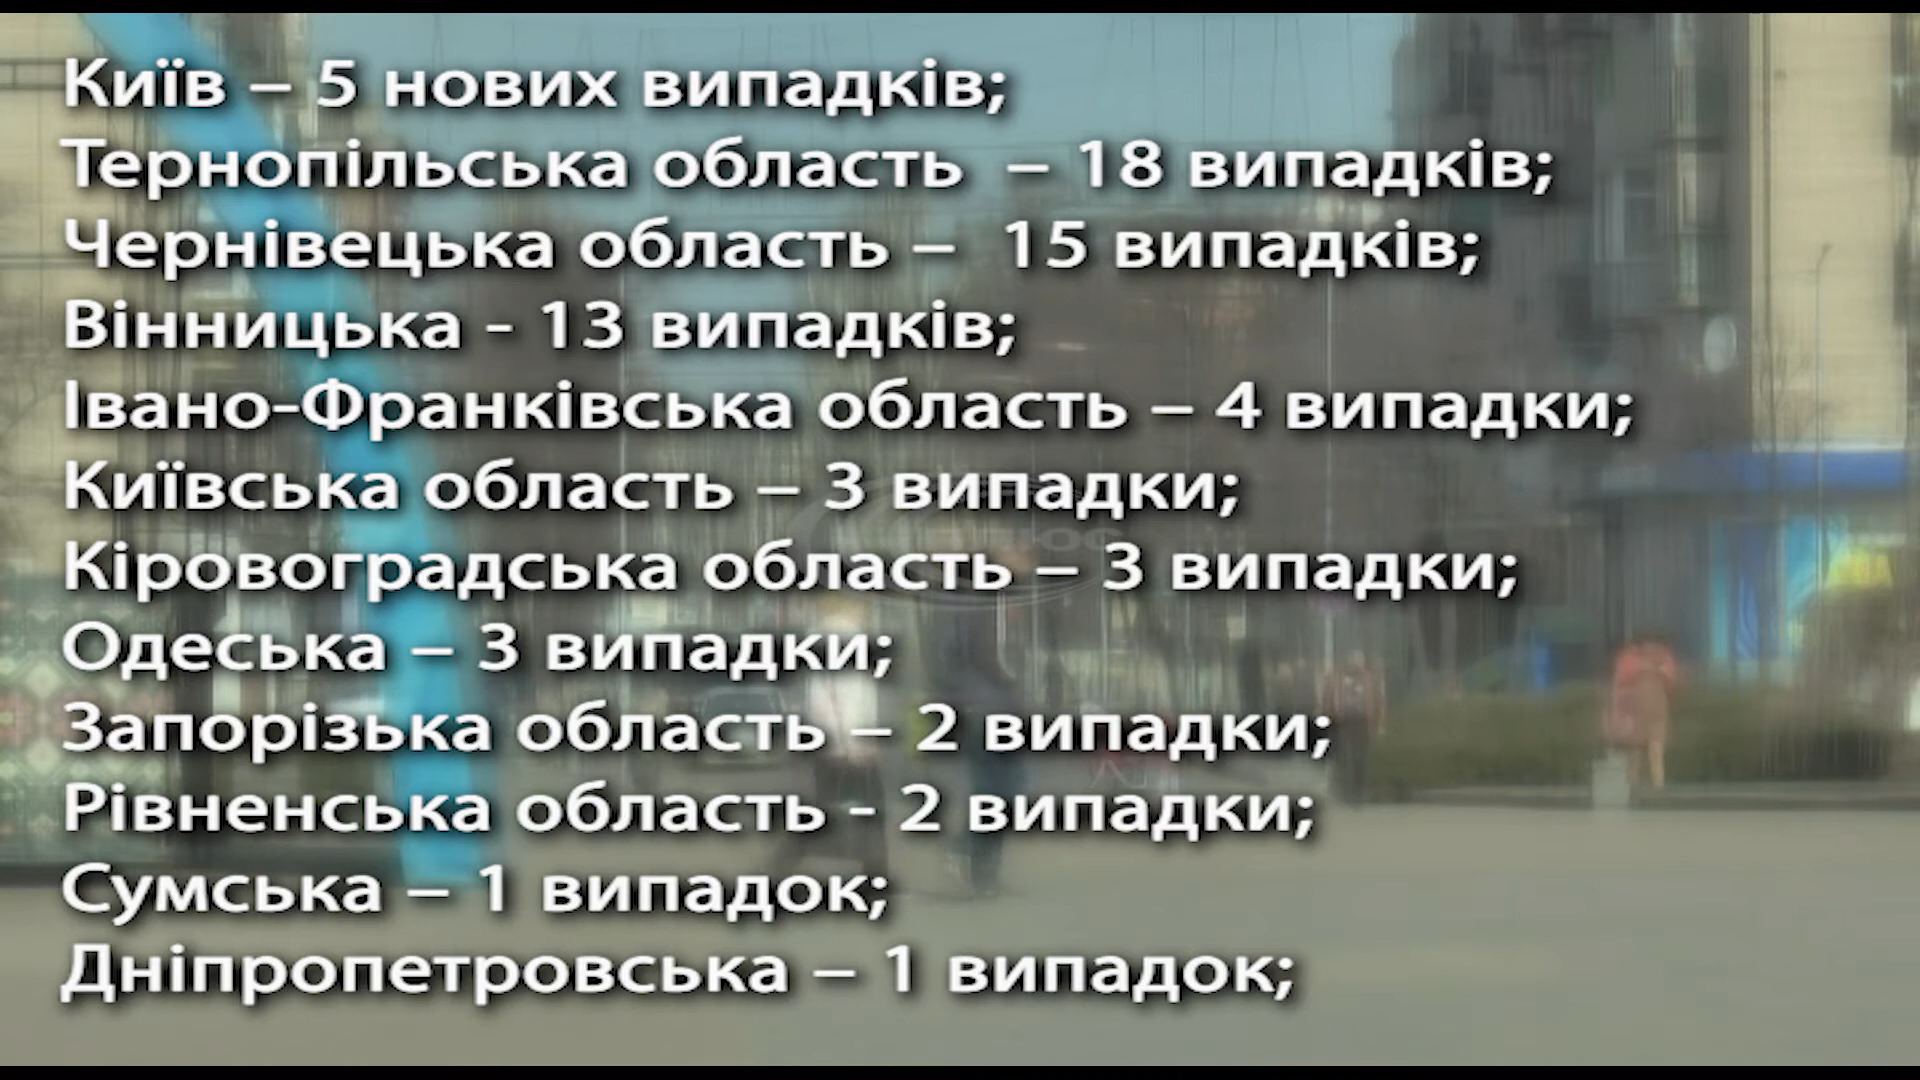 Київ – 5 нових випадків;
Тернопільська область – 18 випадків;
Чернівецька область – 15 випадків;
Вінницька - 13 випадків;
Івано-Франківська область – 4 випадки;
Київська область – 3 випадки;
Кіровоградська область – 3 випадки;
Одеська – 3 випадки;
Запорізька область – 2 випадки;
Рівненська область - 2 випадки;
Сумська – 1 випадок;
Дніпропетровська – 1 випадок;